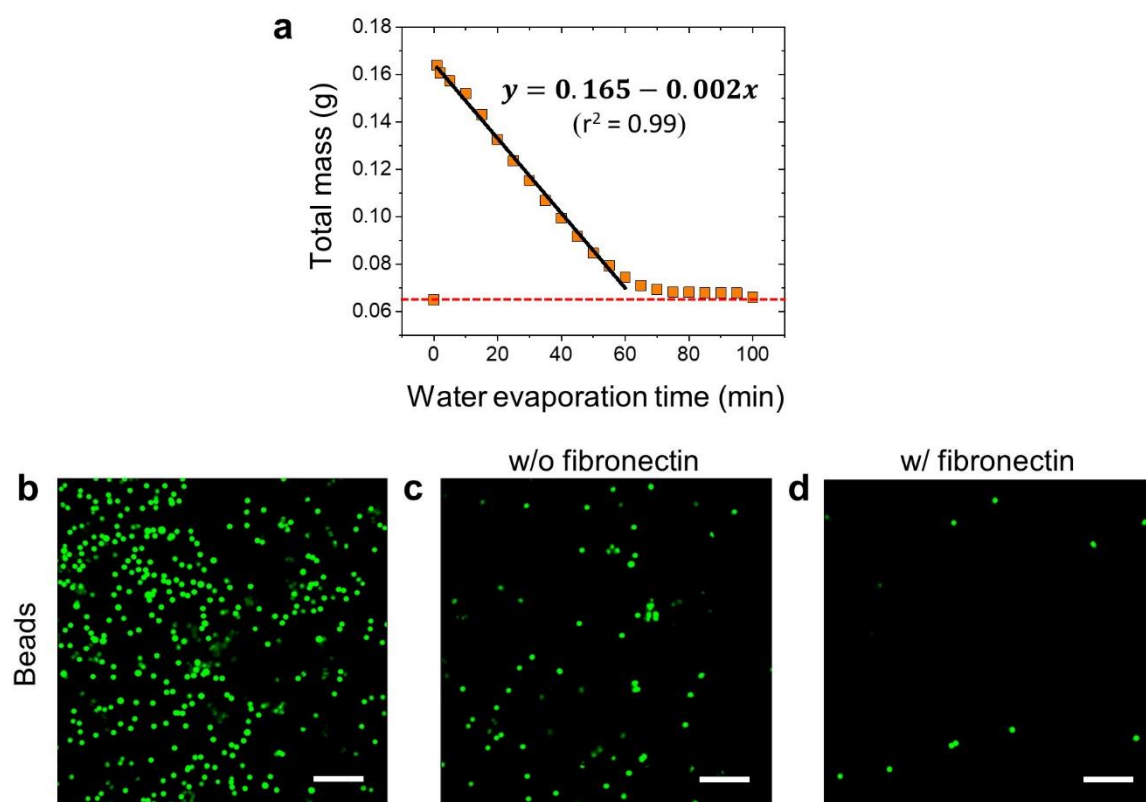 a
0.18
0.16
0.14
0.12
0.10
0.08
0.06
Total mass (g)
y = 0.165 − 0.002x
(r² = 0.99)
0 20 40 60 80 100
Water evaporation time (min)
w/o fibronectin
w/ fibronectin
b
c
d
Beads